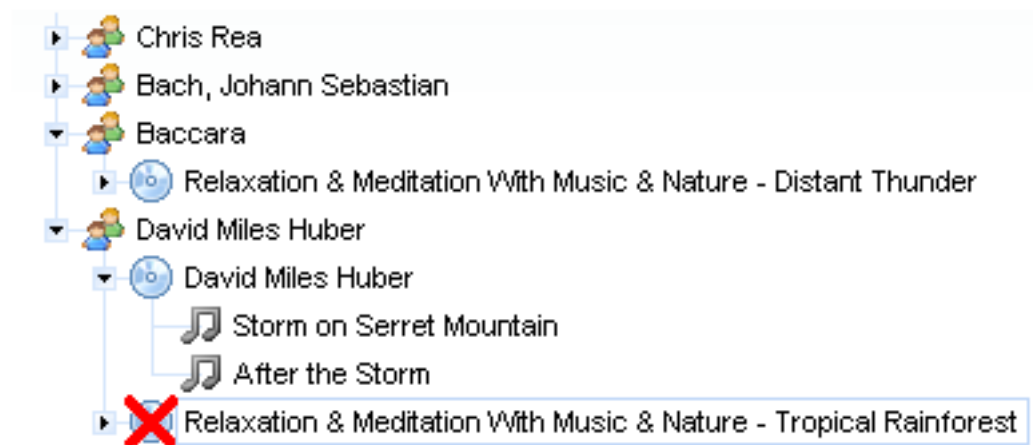 Chris Rea
Bach, Johann Sebastian
Baccara
Relaxation & Meditation With Music & Nature - Distant Thunder
David Miles Huber
David Miles Huber
Storm on Serret Mountain
After the Storm
Relaxation & Meditation With Music & Nature - Tropical Rainforest